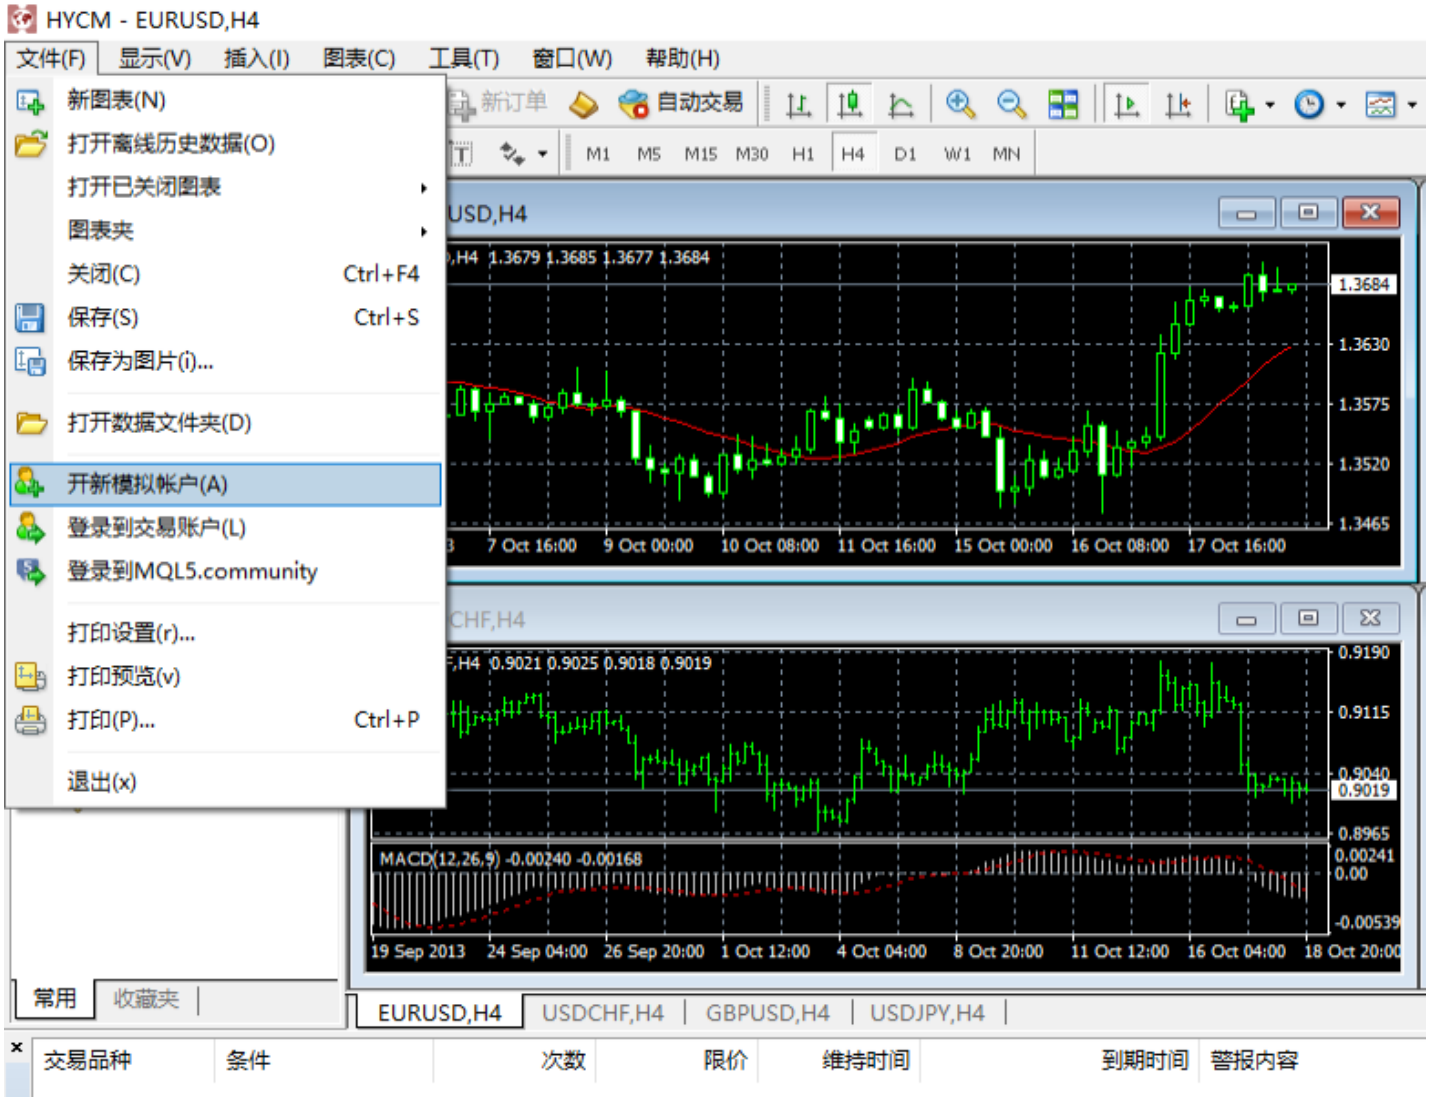 HYCM - EURUSD,H4
文件(F) 显示(V) 插入(I) 图表(C) 工具(T) 窗口(W) 帮助(H)
新图表(N)
打开离线历史数据(O)
打开已关闭图表
图表夹
关闭(C) Ctrl+F4
保存(S) Ctrl+S
保存为图片(i)...
打开数据文件夹(D)
开新模拟帐户(A)
登录到交易账户(L)
登录到MQL5.community
打印设置(r)...
打印预览(v)
打印(P)... Ctrl+P
退出(x)
新订单 自动交易
T M1 M5 M15 M30 H1 H4 D1 W1 MN
USD,H4
,H4 1.3679 1.3685 1.3677 1.3684
1.3684
1.3630
1.3575
1.3520
1.3465
3 7 Oct 16:00 9 Oct 00:00 10 Oct 08:00 11 Oct 16:00 15 Oct 00:00 16 Oct 08:00 17 Oct 16:00
CHF,H4
F,H4 0.9021 0.9025 0.9018 0.9019
0.9190
0.9115
0.9040
0.9019
0.8965
MACD(12,26,9) -0.00240 -0.00168
0.00241
0.00
-0.00539
19 Sep 2013 24 Sep 04:00 26 Sep 20:00 1 Oct 12:00 4 Oct 04:00 8 Oct 20:00 11 Oct 12:00 16 Oct 04:00 18 Oct 20:00
常用 收藏夹
EURUSD,H4 USDCHF,H4 GBPUSD,H4 USDJPY,H4
交易品种 条件 次数 限价 维持时间 到期时间 警报内容